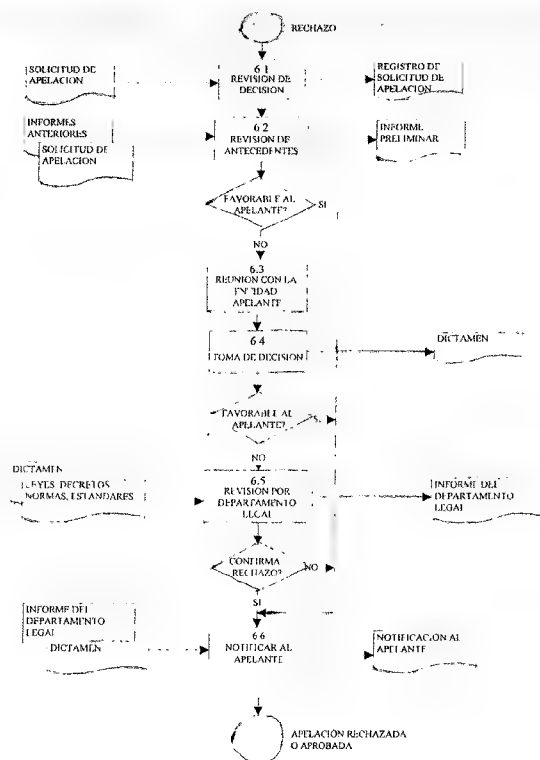 RECHAZO
SOLICITUD DE
APELACION
6.1
REVISION DE
DECISION
REGISTRO DE
SOLICITUD DE
APELACION
INFORMES
ANTERIORES
SOLICITUD DE
APELACION
6.2
REVISION DE
ANTECEDENTES
INFORME
PRELIMINAR
FAVORABLE AL
APELANTE?
SI
NO
6.3
REUNION CON LA
ENTIDAD
APELANTE
6.4
TOMA DE DECISION
DICTAMEN
FAVORABLE AL
APELANTE?
NO
DICTAMEN
LEYES, DECRETOS
NORMAS, ESTANDARES
6.5
REVISION POR
DEPARTAMENTO
LEGAL
INFORME DEL
DEPARTAMENTO
LEGAL
CONFIRMA
RECHAZO?
NO
SI
INFORME DEL
DEPARTAMENTO
LEGAL
DICTAMEN
6.6
NOTIFICAR AL
APELANTE
NOTIFICACION AL
APELANTE
APELACIÓN RECHAZADA
O APROBADA